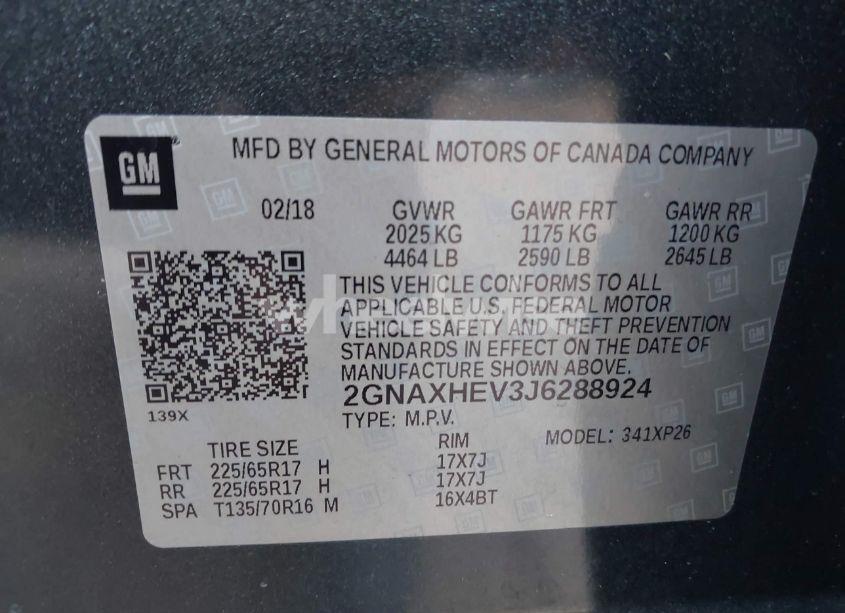 GM
MFD BY GENERAL MOTORS OF CANADA COMPANY
02/18 GVWR GAWR FRT GAWR RR
2025 KG 1175 KG 1200 KG
4464 LB 2590 LB 2645 LB
THIS VEHICLE CONFORMS TO ALL
APPLICABLE U.S. FEDERAL MOTOR
VEHICLE SAFETY AND THEFT PREVENTION
STANDARDS IN EFFECT ON THE DATE OF
MANUFACTURE SHOWN ABOVE.
2GNAXHEV3J6288924
139X
TYPE: M.P.V.
TIRE SIZE RIM MODEL: 341XP26
FRT 225/65R17 H 17X7J
RR 225/65R17 H 17X7J
SPA T135/70R16 M 16X4BT